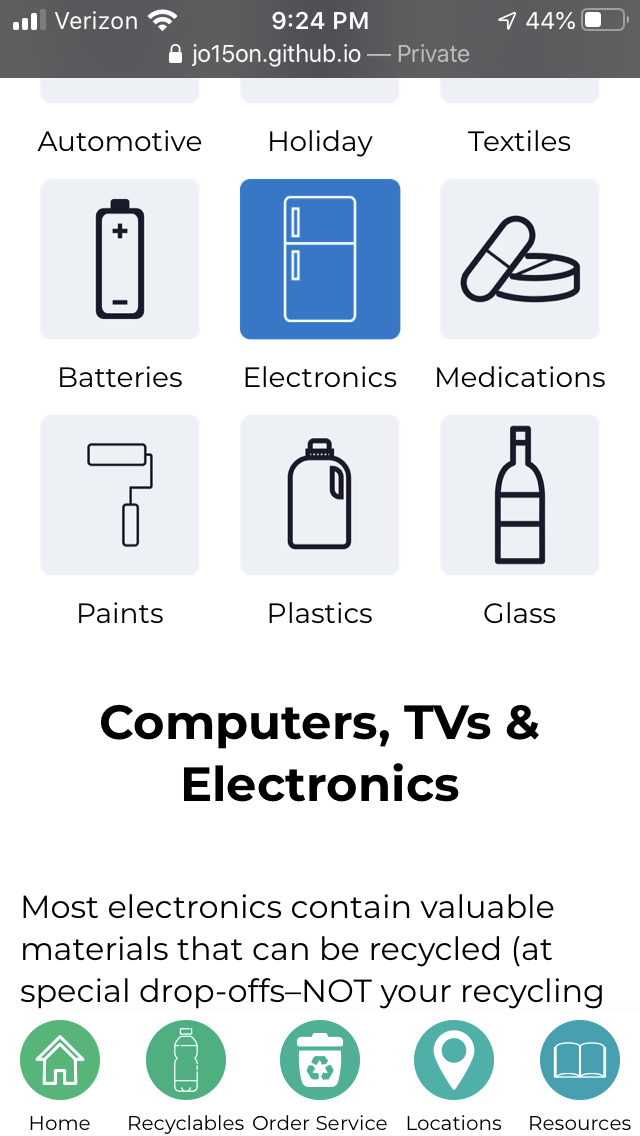 Verizon 9:24 PM 44%
jo15on.github.io — Private
Automotive Holiday Textiles
Batteries Electronics Medications
Paints Plastics Glass
Computers, TVs &
Electronics
Most electronics contain valuable
materials that can be recycled (at
special drop-offs–NOT your recycling
Home Recyclables Order Service Locations Resources